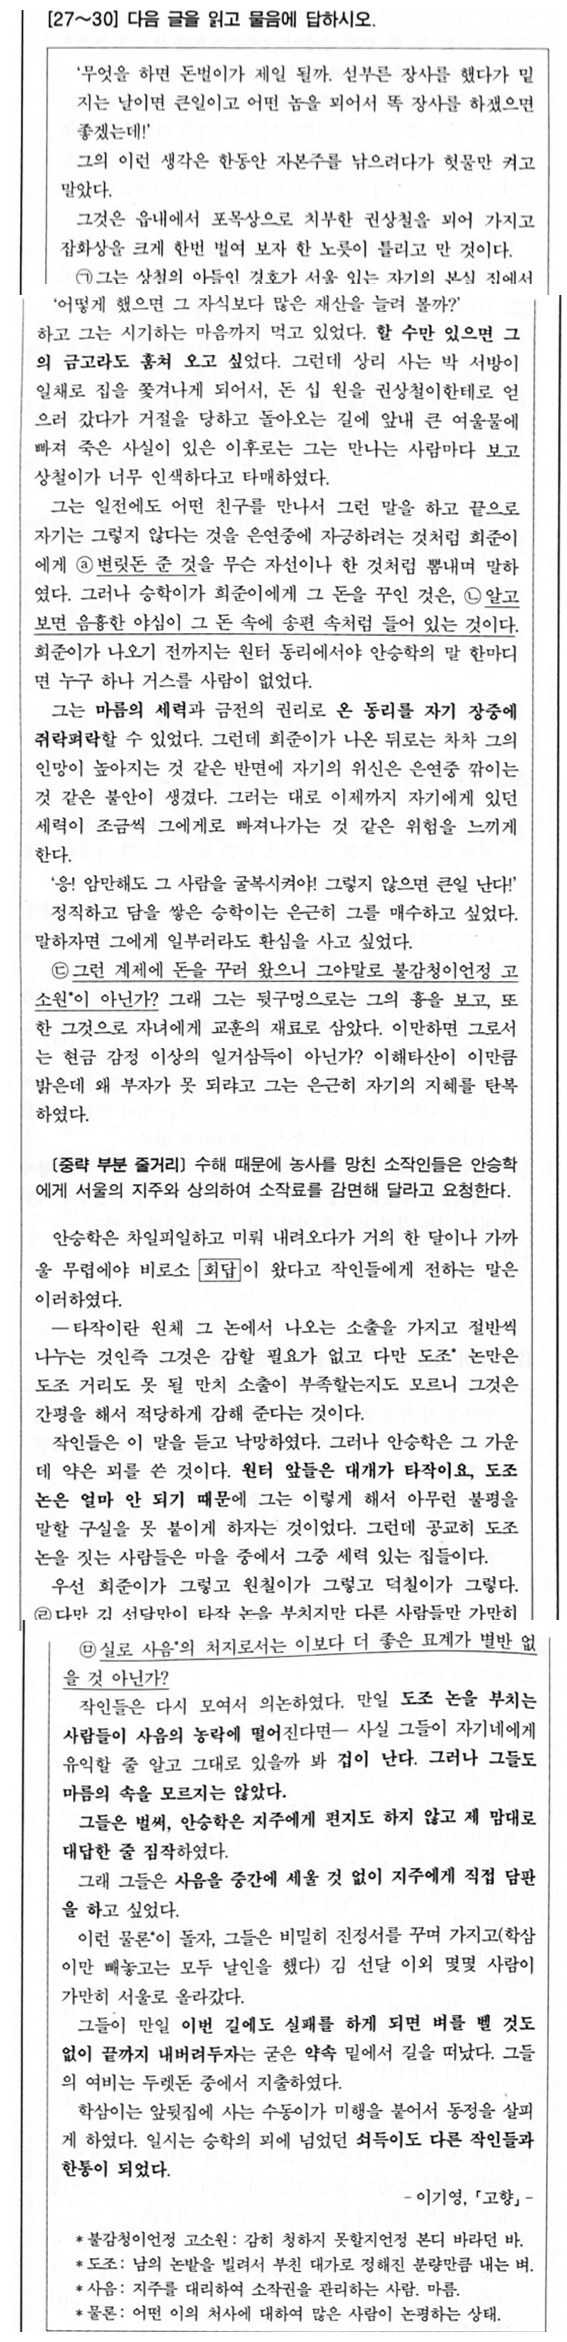 [27～30] 다음 글을 읽고 물음에 답하시오.
‘무엇을 하면 돈벌이가 제일 될까. 섣부른 장사를 했다가 밑
지는 날이면 큰일이고 어떤 놈을 꾀어서 똑 장사를 하쟀으면
좋겠는데!’
그의 이런 생각은 한동안 자본주를 낚으려다가 헛물만 켜고
말았다.
그것은 읍내에서 포목상으로 치부한 권상철을 꾀어 가지고
잡화상을 크게 한번 벌여 보자 한 노릇이 틀리고 만 것이다.
㉠그는 상철의 아들인 경호가 서울 있는 자기의 본실 집에서
‘어떻게 했으면 그 자식보다 많은 재산을 늘려 볼까?’
하고 그는 시기하는 마음까지 먹고 있었다. 할 수만 있으면 그
의 금고라도 훔쳐 오고 싶었다. 그런데 상리 사는 박 서방이
일채로 집을 쫓겨나게 되어서, 돈 십 원을 권상철이한테로 얻
으러 갔다가 거절을 당하고 돌아오는 길에 앞내 큰 여울물에
빠져 죽은 사실이 있은 이후로는 그는 만나는 사람마다 보고
상철이가 너무 인색하다고 타매하였다.
그는 일전에도 어떤 친구를 만나서 그런 말을 하고 끝으로
자기는 그렇지 않다는 것을 은연중에 자긍하려는 것처럼 희준이
에게 ⓐ변릿돈 준 것을 무슨 자선이나 한 것처럼 뽐내며 말하
였다. 그러나 승학이가 희준이에게 그 돈을 꾸인 것은, ㉡알고
보면 음흉한 야심이 그 돈 속에 송편 속처럼 들어 있는 것이다.
희준이가 나오기 전까지는 원터 동리에서야 안승학의 말 한마디
면 누구 하나 거스를 사람이 없었다.
그는 마름의 세력과 금전의 권리로 온 동리를 자기 장중에
쥐락펴락할 수 있었다. 그런데 희준이가 나온 뒤로는 차차 그의
인망이 높아지는 것 같은 반면에 자기의 위신은 은연중 깎이는
것 같은 불안이 생겼다. 그러는 대로 이제까지 자기에게 있던
세력이 조금씩 그에게로 빠져나가는 것 같은 위험을 느끼게
한다.
‘응! 암만해도 그 사람을 굴복시켜야! 그렇지 않으면 큰일 난다!’
정직하고 담을 쌓은 승학이는 은근히 그를 매수하고 싶었다.
말하자면 그에게 일부러라도 환심을 사고 싶었다.
㉢그런 계제에 돈을 꾸러 왔으니 그야말로 불감청이언정 고
소원*이 아닌가? 그래 그는 뒷구멍으로는 그의 흉을 보고, 또
한 그것으로 자녀에게 교훈의 재료로 삼았다. 이만하면 그로서
는 현금 감정 이상의 일거삼득이 아닌가? 이해타산이 이만큼
밝은데 왜 부자가 못 되랴고 그는 은근히 자기의 지혜를 탄복
하였다.
[중략 부분 줄거리] 수해 때문에 농사를 망친 소작인들은 안승학
에게 서울의 지주와 상의하여 소작료를 감면해 달라고 요청한다.
안승학은 차일피일하고 미뤄 내려오다가 거의 한 달이나 가까
울 무렵에야 비로소 회답이 왔다고 작인들에게 전하는 말은
이러하였다.
— 타작이란 원체 그 논에서 나오는 소출을 가지고 절반씩
나누는 것인즉 그것은 감할 필요가 없고 다만 도조* 논만은
도조 거리도 못 될 만치 소출이 부족할는지도 모르니 그것은
간평을 해서 적당하게 감해 준다는 것이다.
작인들은 이 말을 듣고 낙망하였다. 그러나 안승학은 그 가운
데 약은 꾀를 쓴 것이다. 원터 앞들은 대개가 타작이요, 도조
논은 얼마 안 되기 때문에 그는 이렇게 해서 아무런 불평을
말할 구실을 못 붙이게 하자는 것이었다. 그런데 공교히 도조
논을 짓는 사람들은 마을 중에서 그중 세력 있는 집들이다.
우선 희준이가 그렇고 원칠이가 그렇고 덕칠이가 그렇다.
㉣다만 김 선달만이 타작 논을 부치지만 다른 사람들만 가만히
㉤실로 사음*의 처지로서는 이보다 더 좋은 묘계가 별반 없
을 것 아닌가?
작인들은 다시 모여서 의논하였다. 만일 도조 논을 부치는
사람들이 사음의 농락에 떨어진다면— 사실 그들이 자기네에게
유익할 줄 알고 그대로 있을까 봐 겁이 난다. 그러나 그들도
마름의 속을 모르지는 않았다.
그들은 벌써, 안승학은 지주에게 편지도 하지 않고 제 맘대로
대답한 줄 짐작하였다.
그래 그들은 사음을 중간에 세울 것 없이 지주에게 직접 담판
을 하고 싶었다.
이런 물론*이 돌자, 그들은 비밀히 진정서를 꾸며 가지고(학삼
이만 빼놓고는 모두 날인을 했다) 김 선달 이외 몇몇 사람이
가만히 서울로 올라갔다.
그들이 만일 이번 길에도 실패를 하게 되면 벼를 벨 것도
없이 끝까지 내버려두자는 굳은 약속 밑에서 길을 떠났다. 그들
의 여비는 두렛돈 중에서 지출하였다.
학삼이는 앞뒷집에 사는 수동이가 미행을 붙어서 동정을 살피
게 하였다. 일시는 승학의 꾀에 넘었던 쇠득이도 다른 작인들과
한통이 되었다.
- 이기영, 「고향」 -
* 불감청이언정 고소원: 감히 청하지 못할지언정 본디 바라던 바.
* 도조: 남의 논밭을 빌려서 부친 대가로 정해진 분량만큼 내는 벼.
* 사음: 지주를 대리하여 소작권을 관리하는 사람. 마름.
* 물론: 어떤 이의 처사에 대하여 많은 사람이 논평하는 상태.